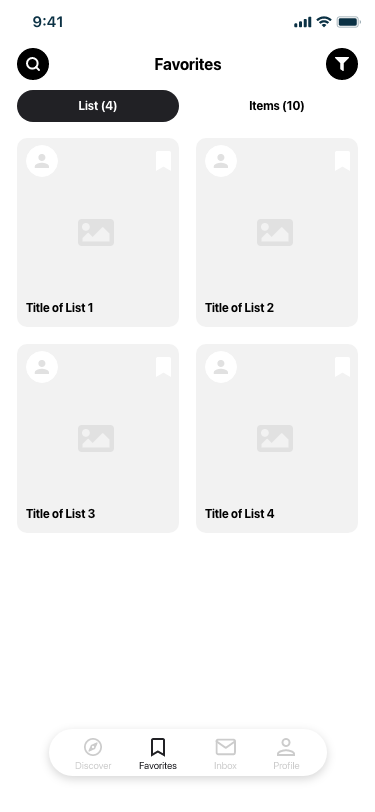 9:41
Favorites
List (4)
Items (10)
Title of List 1
Title of List 2
Title of List 3
Title of List 4
Discover
Favorites
Inbox
Profile